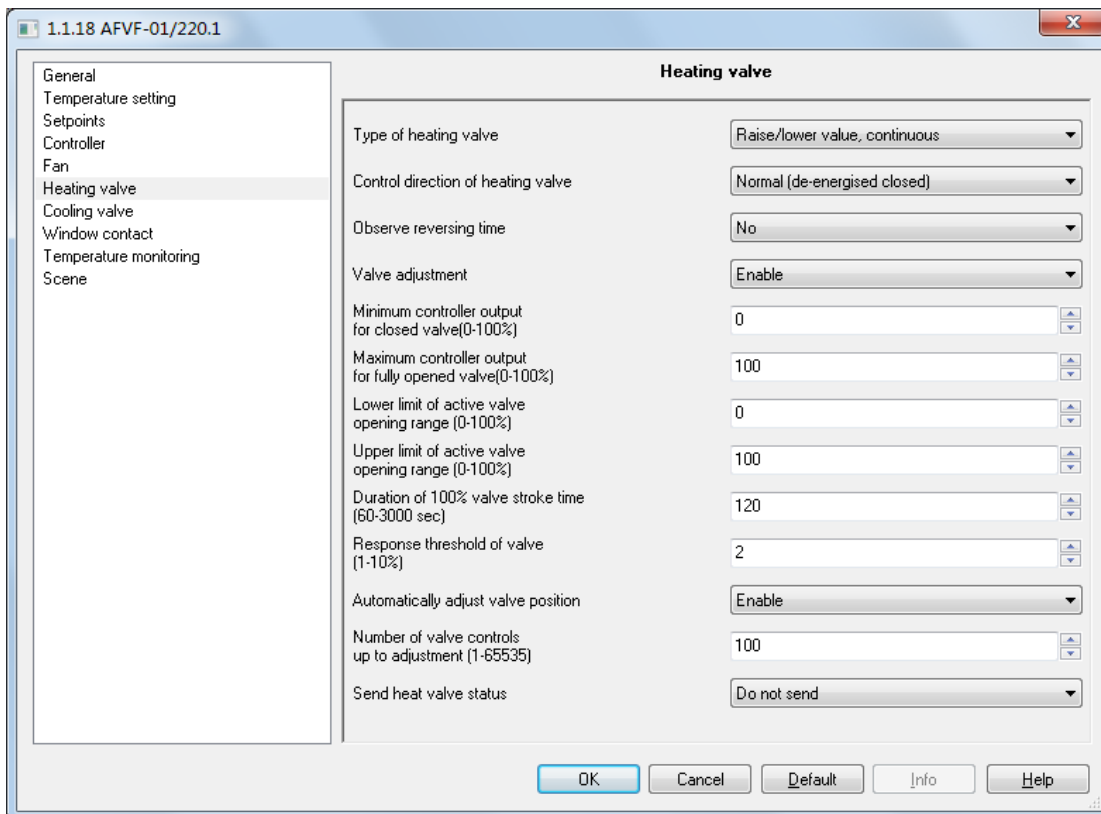 1.1.18 AFVF-01/220.1
General
Temperature setting
Setpoints
Controller
Fan
Heating valve
Cooling valve
Window contact
Temperature monitoring
Scene
Heating valve
Type of heating valve
Raise/lower value, continuous
Control direction of heating valve
Normal (de-energised closed)
Observe reversing time
No
Valve adjustment
Enable
Minimum controller output
for closed valve(0-100%)
0
Maximum controller output
for fully opened valve(0-100%)
100
Lower limit of active valve
opening range (0-100%)
0
Upper limit of active valve
opening range (0-100%)
100
Duration of 100% valve stroke time
(60-3000 sec)
120
Response threshold of valve
(1-10%)
2
Automatically adjust valve position
Enable
Number of valve controls
up to adjustment (1-65535)
100
Send heat valve status
Do not send
OK
Cancel
Default
Info
Help